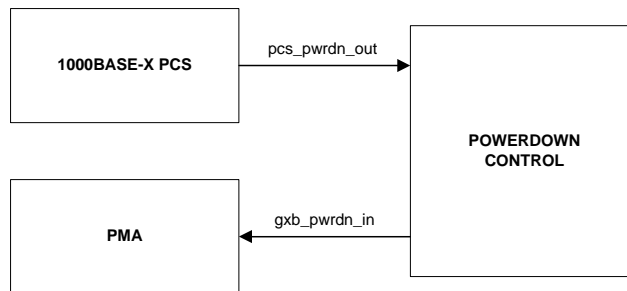 1000BASE-X PCS
pcs_pwrdn_out
POWERDOWN
CONTROL
PMA
gxb_pwrdn_in